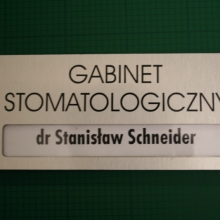 GABINET
STOMATOLOGICZNY
dr Stanisław Schneider